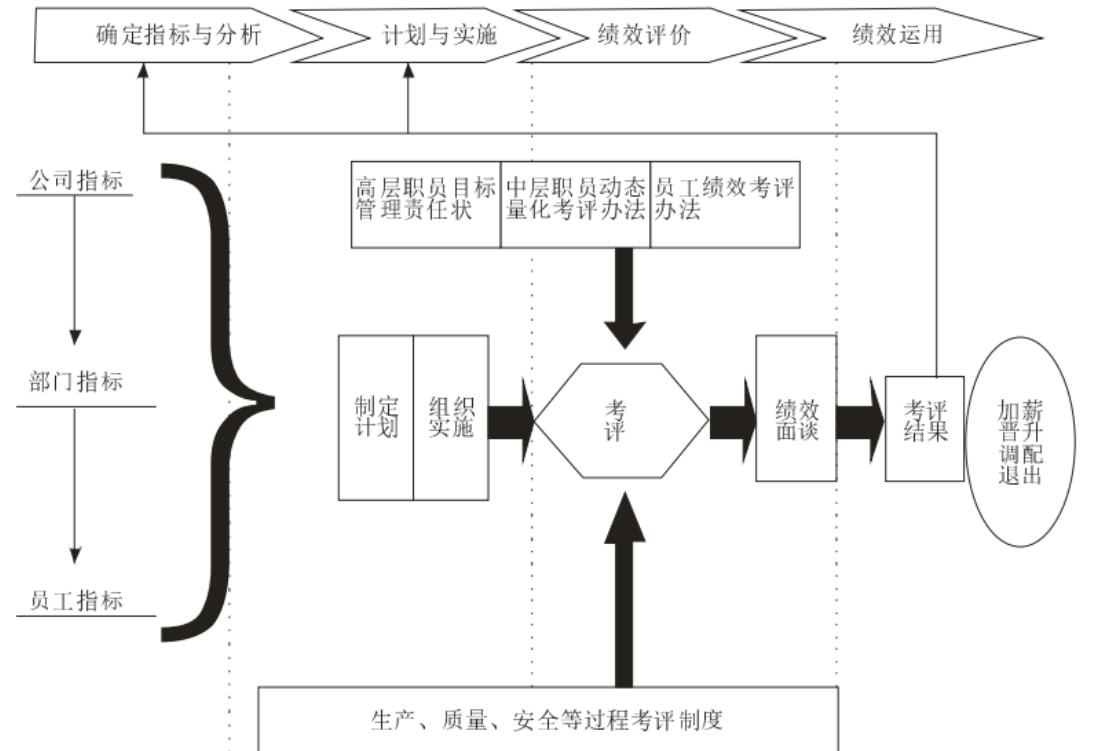 确定指标与分析
计划与实施
绩效评价
绩效运用
公司指标
高层职员目标
管理责任状
中层职员动态
量化考评办法
员工绩效考评
办法
部门指标
制定
计划
组织
实施
考
评
绩效
面谈
考评
结果
加薪
晋升
调配
退出
员工指标
生产、质量、安全等过程考评制度